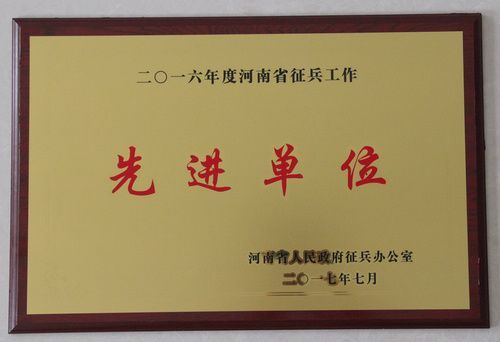 二〇一六年度河南省征兵工作
先进单位
河南省人民政府征兵办公室
二〇一七年七月